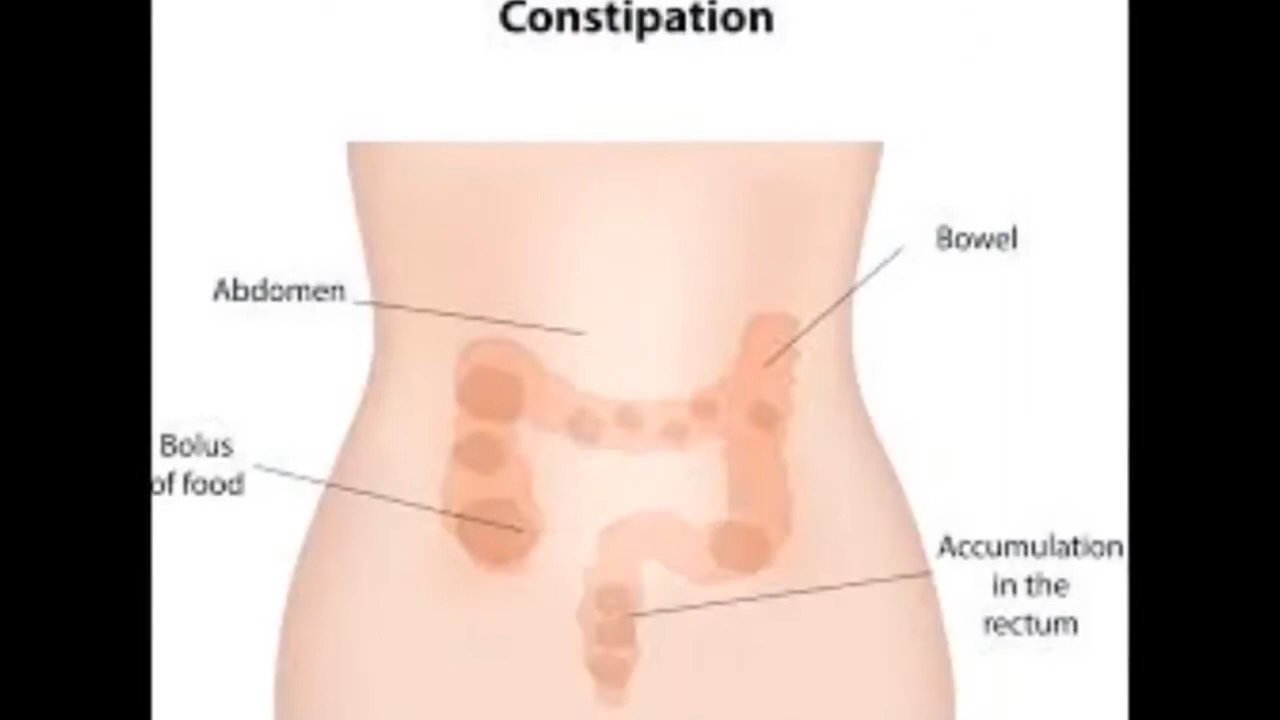 Constipation
Bowel
Abdomen
Bolus
of food
Accumulation
in the
rectum